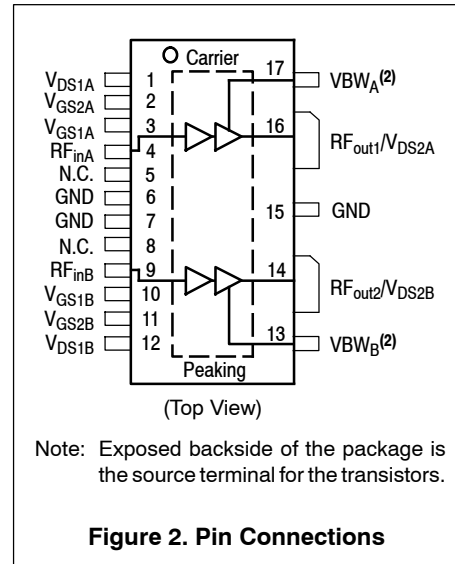 Carrier
V_DS1A 1
V_GS2A 2
V_GS1A 3
RF_inA 4
N.C. 5
GND 6
GND 7
N.C. 8
RF_inB 9
V_GS1B 10
V_GS2B 11
V_DS1B 12
17 VBW_A(2)
16 RF_out1/V_DS2A
15 GND
14 RF_out2/V_DS2B
13 VBW_B(2)
Peaking
(Top View)
Note: Exposed backside of the package is
the source terminal for the transistors.
Figure 2. Pin Connections